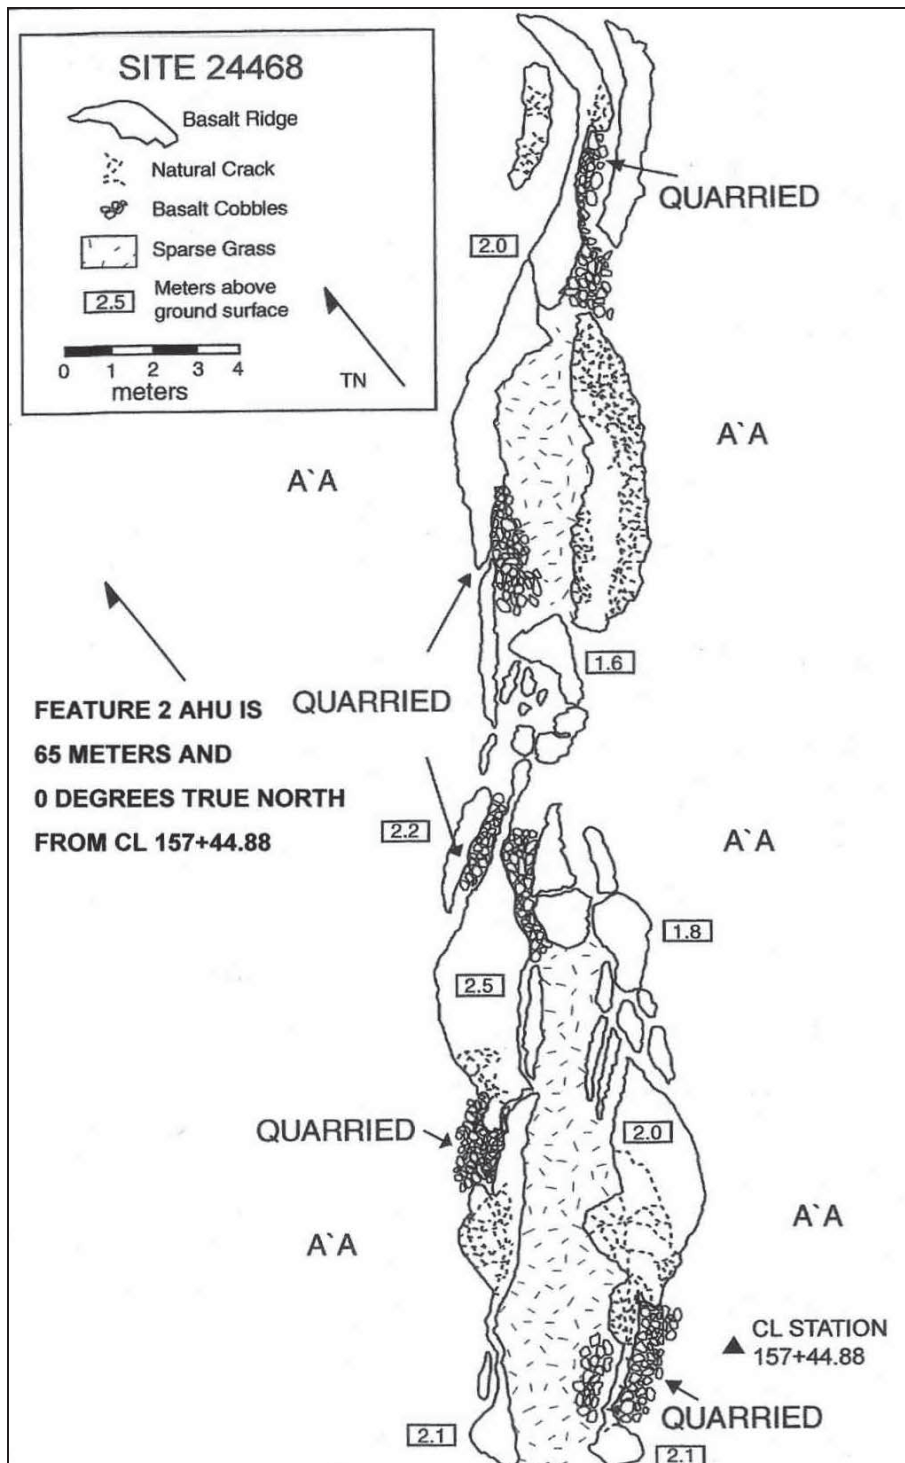 SITE 24468
Basalt Ridge
Natural Crack
Basalt Cobbles
Sparse Grass
2.5
Meters above
ground surface
TN
0 1 2 3 4
meters
QUARRIED
2.0
A`A
A`A
1.6
QUARRIED
FEATURE 2 AHU IS
65 METERS AND
0 DEGREES TRUE NORTH
FROM CL 157+44.88
2.2
A`A
1.8
2.5
QUARRIED
2.0
A`A
A`A
CL STATION
157+44.88
QUARRIED
2.1
2.1